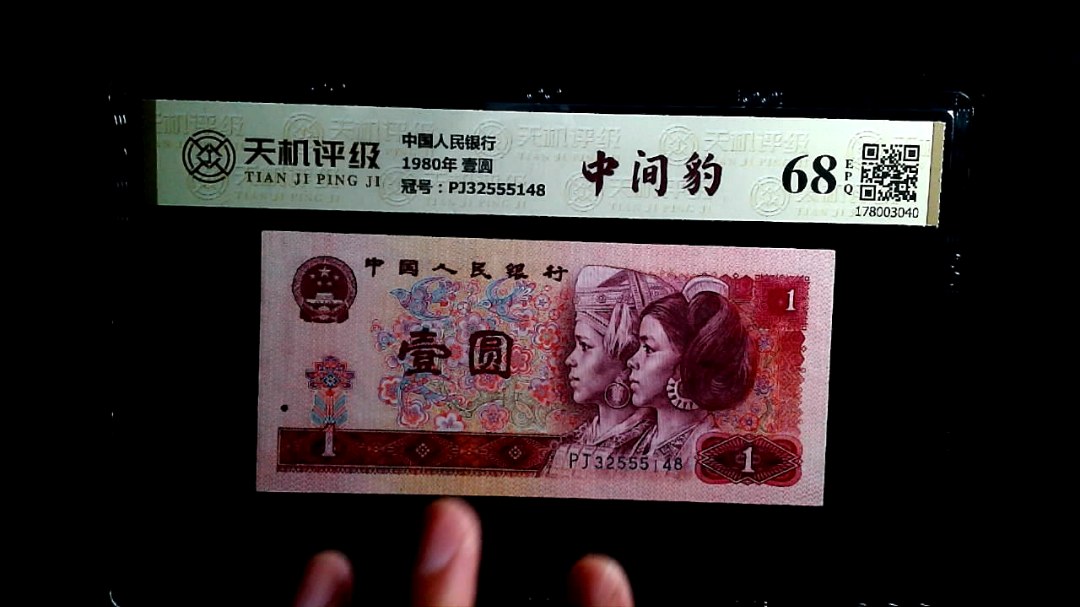 天机评级
TIAN JI PING JI
中国人民银行
1980年 壹圆
冠号：PJ32555148
中间豹
68
EPQ
178003040
中国人民银行
壹圆
1
1
PJ32555148
1